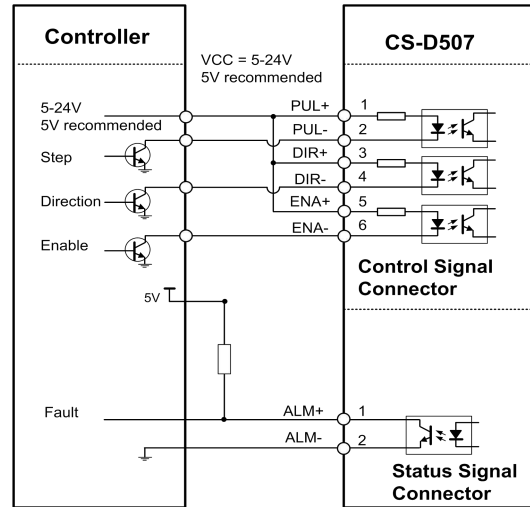 Controller
CS-D507
VCC = 5-24V
5V recommended
5-24V
5V recommended
Step
Direction
Enable
PUL+ 1
PUL- 2
DIR+ 3
DIR- 4
ENA+ 5
ENA- 6
Control Signal
Connector
5V
Fault
ALM+ 1
ALM- 2
Status Signal
Connector